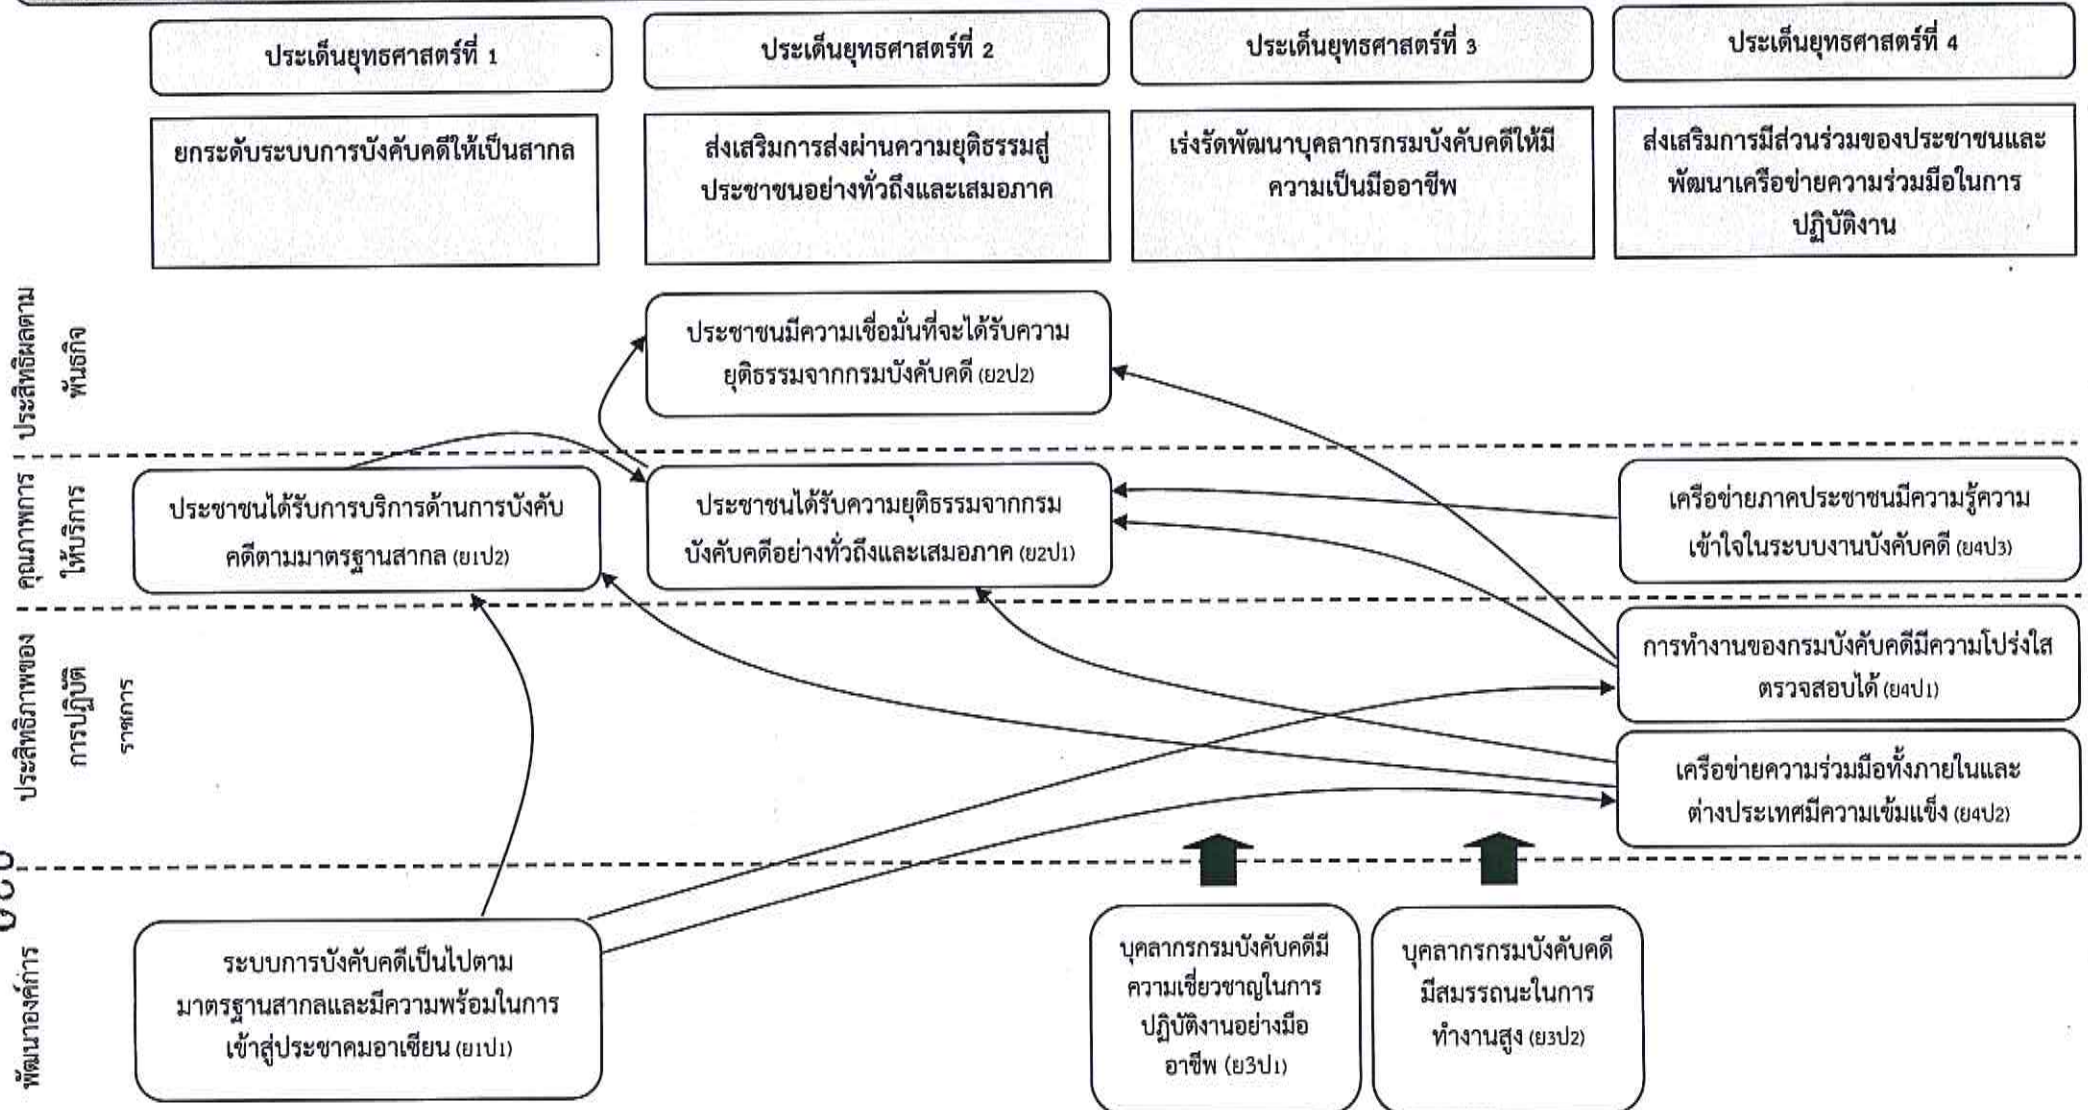 ประเด็นยุทธศาสตร์ที่ 1
ประเด็นยุทธศาสตร์ที่ 2
ประเด็นยุทธศาสตร์ที่ 3
ประเด็นยุทธศาสตร์ที่ 4
ยกระดับระบบการบังคับคดีให้เป็นสากล
ส่งเสริมการส่งผ่านความยุติธรรมสู่
ประชาชนอย่างทั่วถึงและเสมอภาค
เร่งรัดพัฒนาบุคลากรกรมบังคับคดีให้มี
ความเป็นมืออาชีพ
ส่งเสริมการมีส่วนร่วมของประชาชนและ
พัฒนาเครือข่ายความร่วมมือในการ
ปฏิบัติงาน
ประสิทธิผลตาม
พันธกิจ
ประชาชนมีความเชื่อมั่นที่จะได้รับความ
ยุติธรรมจากกรมบังคับคดี (ย2ป2)
คุณภาพการ
ให้บริการ
ประชาชนได้รับการบริการด้านการบังคับ
คดีตามมาตรฐานสากล (ย1ป2)
ประชาชนได้รับความยุติธรรมจากกรม
บังคับคดีอย่างทั่วถึงและเสมอภาค (ย2ป1)
เครือข่ายภาคประชาชนมีความรู้ความ
เข้าใจในระบบงานบังคับคดี (ย4ป3)
ประสิทธิภาพของ
การปฏิบัติ
ราชการ
การทำงานของกรมบังคับคดีมีความโปร่งใส
ตรวจสอบได้ (ย4ป1)
เครือข่ายความร่วมมือทั้งภายในและ
ต่างประเทศมีความเข้มแข็ง (ย4ป2)
พัฒนาองค์การ
ระบบการบังคับคดีเป็นไปตาม
มาตรฐานสากลและมีความพร้อมในการ
เข้าสู่ประชาคมอาเซียน (ย1ป1)
บุคลากรกรมบังคับคดีมี
ความเชี่ยวชาญในการ
ปฏิบัติงานอย่างมือ
อาชีพ (ย3ป1)
บุคลากรกรมบังคับคดี
มีสมรรถนะในการ
ทำงานสูง (ย3ป2)